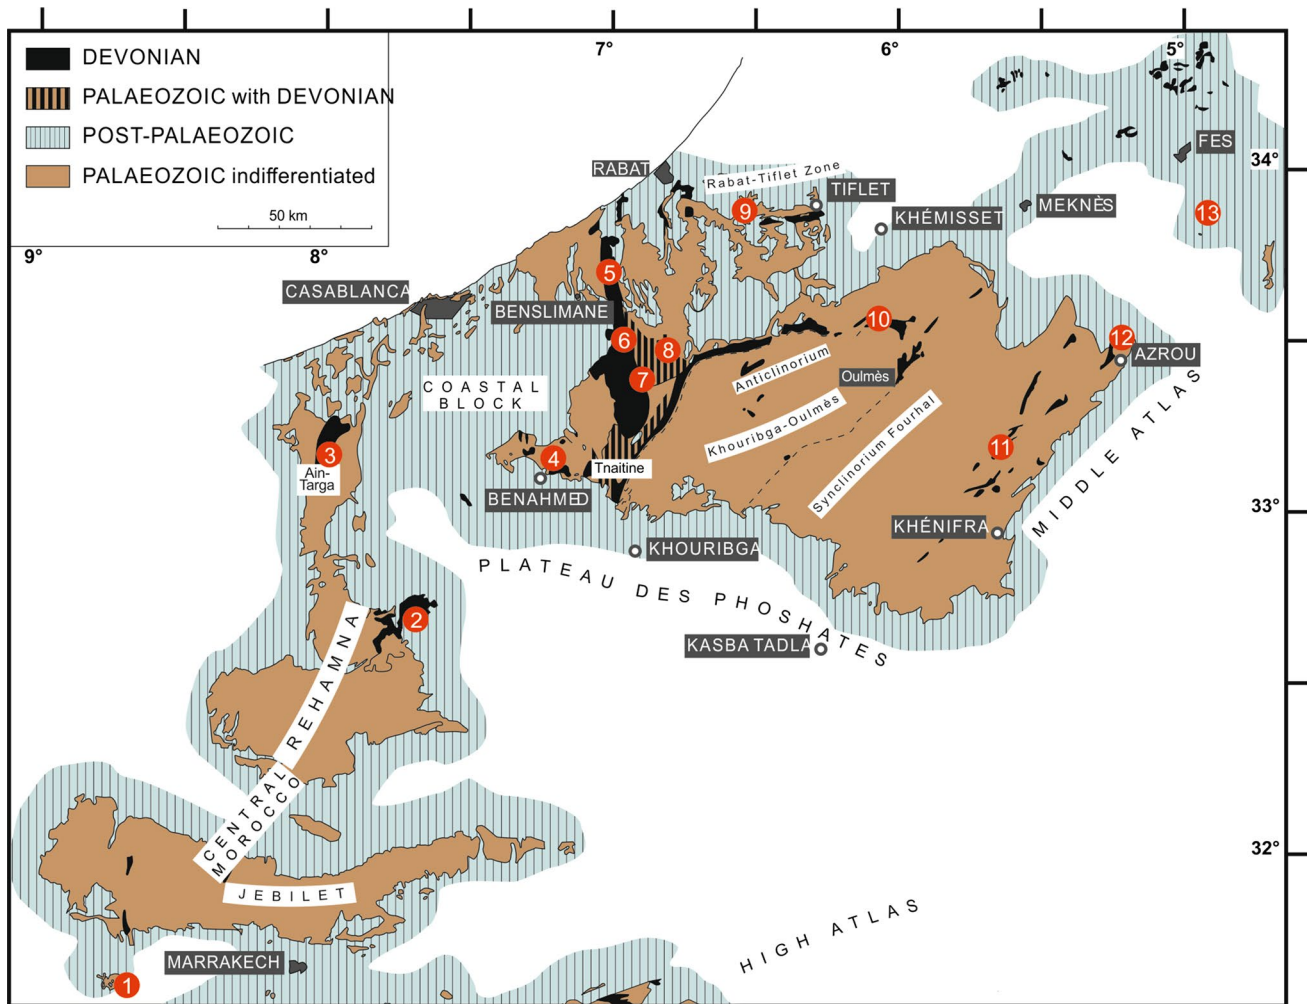 DEVONIAN
PALAEOZOIC with DEVONIAN
POST-PALAEOZOIC
PALAEOZOIC indifferentiated
50 km
9°
8°
7°
6°
5°
34°
33°
32°
RABAT
Rabat-Tiflet Zone
TIFLET
FES
KHÉMISSET
MEKNÈS
9
13
5
CASABLANCA
BENSLIMANE
6
8
10
12
AZROU
7
Anticlinorium
Oulmès
COASTAL
BLOCK
Khouribga-Oulmès
Synclinorium Fourhal
3
Ain-
Targa
4
Tnaitine
11
BENAHMED
MIDDLE ATLAS
KHÉNIFRA
KHOURIBGA
PLATEAU DES PHOSHATES
2
KASBA TADLA
REHAMNA
CENTRAL
MOROCCO
JEBILET
HIGH ATLAS
MARRAKECH
1